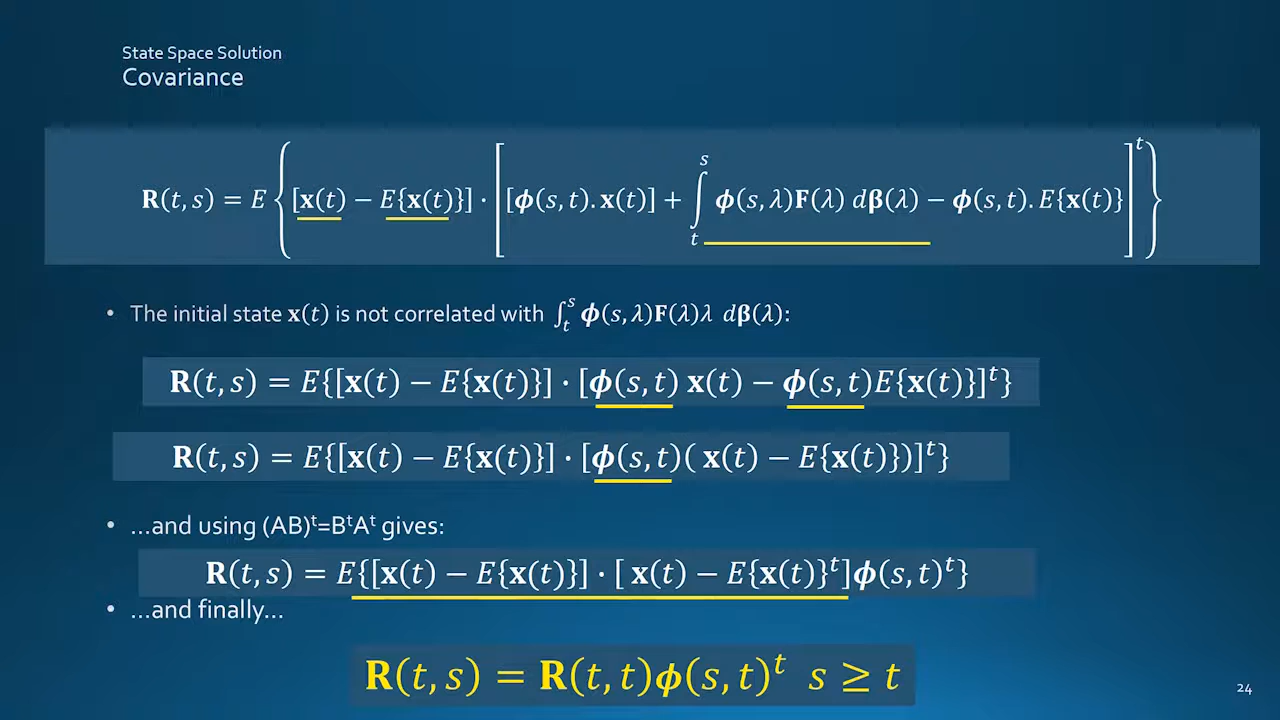 State Space Solution
Covariance
𝐑(t, s) = E {[𝐱(t) − E{𝐱(t)}] · [[𝝓(s, t). 𝐱(t)] + ∫ₜˢ 𝝓(s, λ)𝐅(λ) d𝛃(λ) − 𝝓(s, t). E{𝐱(t)}]ᵗ}
• The initial state 𝐱(t) is not correlated with ∫ₜˢ 𝝓(s, λ)𝐅(λ)λ d𝛃(λ):
𝐑(t, s) = E{[𝐱(t) − E{𝐱(t)}] · [𝝓(s, t) 𝐱(t) − 𝝓(s, t)E{𝐱(t)}]ᵗ}
𝐑(t, s) = E{[𝐱(t) − E{𝐱(t)}] · [𝝓(s, t)( 𝐱(t) − E{𝐱(t)})]ᵗ}
• …and using (AB)ᵗ=BᵗAᵗ gives:
𝐑(t, s) = E{[𝐱(t) − E{𝐱(t)}] · [ 𝐱(t) − E{𝐱(t)}ᵗ]𝝓(s, t)ᵗ}
• …and finally…
𝐑(t, s) = 𝐑(t, t)𝝓(s, t)ᵗ s ≥ t
24